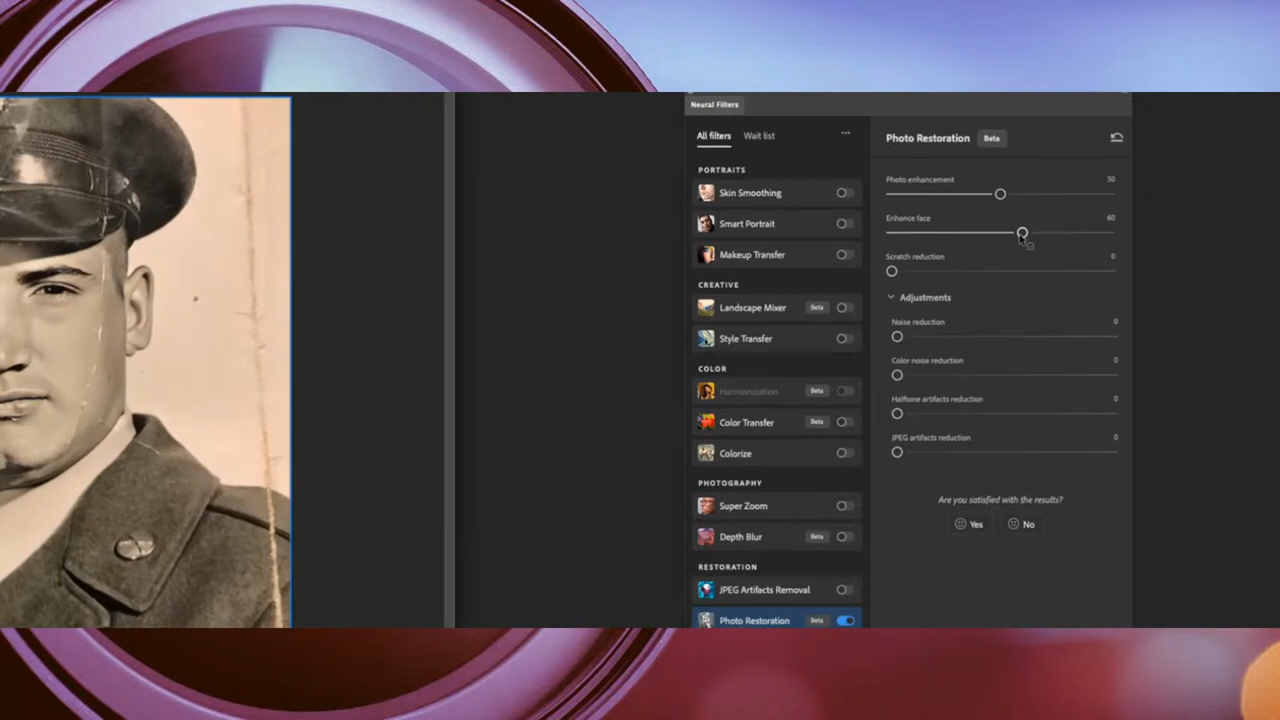 Neural Filters
All filters
Wait list
...
PORTRAITS
Skin Smoothing
Smart Portrait
Makeup Transfer
CREATIVE
Landscape Mixer Beta
Style Transfer
COLOR
Harmonization Beta
Color Transfer Beta
Colorize
PHOTOGRAPHY
Super Zoom
Depth Blur Beta
RESTORATION
JPEG Artifacts Removal
Photo Restoration Beta
Photo Restoration Beta
Photo enhancement 50
Enhance face 60
Scratch reduction 0
Adjustments
Noise reduction 0
Color noise reduction 0
Halftone artifacts reduction 0
JPEG artifacts reduction 0
Are you satisfied with the results?
Yes No